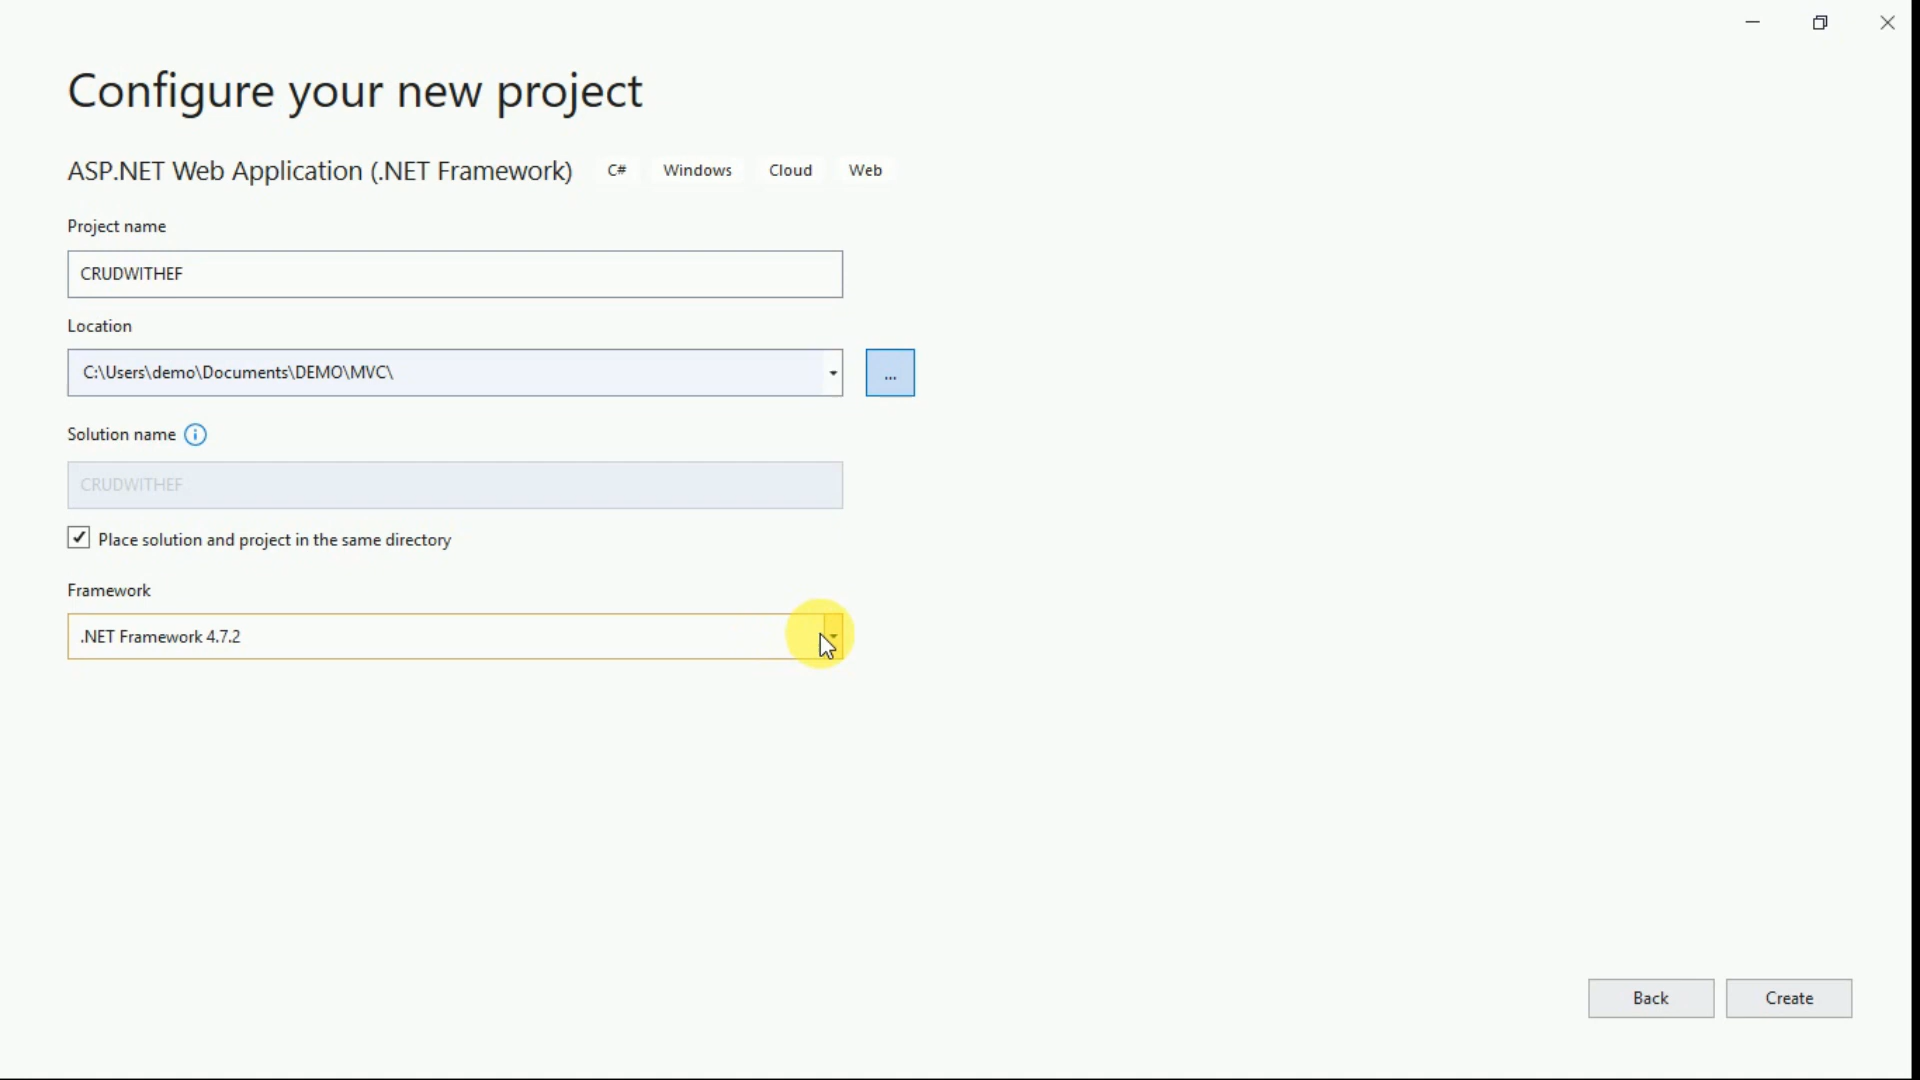 Configure your new project
ASP.NET Web Application (.NET Framework) C# Windows Cloud Web
Project name
CRUDWITHEF
Location
C:\Users\demo\Documents\DEMO\MVC\
...
Solution name
CRUDWITHEF
Place solution and project in the same directory
Framework
.NET Framework 4.7.2
Back Create